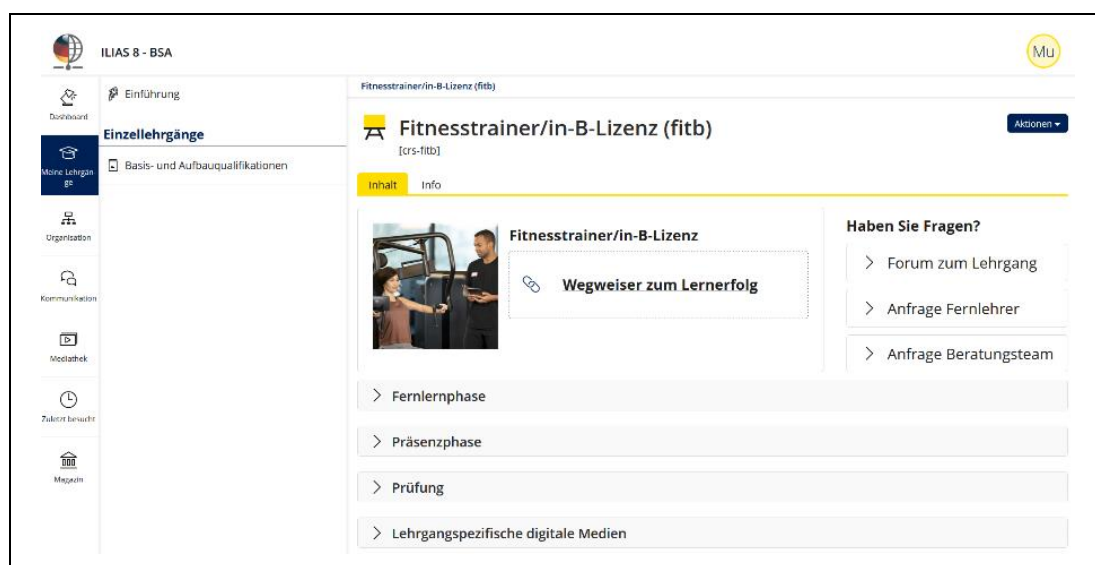 ILIAS 8 - BSA
Mu
Dashboard
Meine Lehrgän
ge
Organisation
Kommunikation
Mediathek
Zuletzt besucht
Magazin
Einführung
Einzellehrgänge
Basis- und Aufbauqualifikationen
Fitnesstrainer/in-B-Lizenz (fitb)
Fitnesstrainer/in-B-Lizenz (fitb)
[crs-fitb]
Aktionen
Inhalt
Info
Fitnesstrainer/in-B-Lizenz
Wegweiser zum Lernerfolg
Haben Sie Fragen?
Forum zum Lehrgang
Anfrage Fernlehrer
Anfrage Beratungsteam
Fernlernphase
Präsenzphase
Prüfung
Lehrgangspezifische digitale Medien